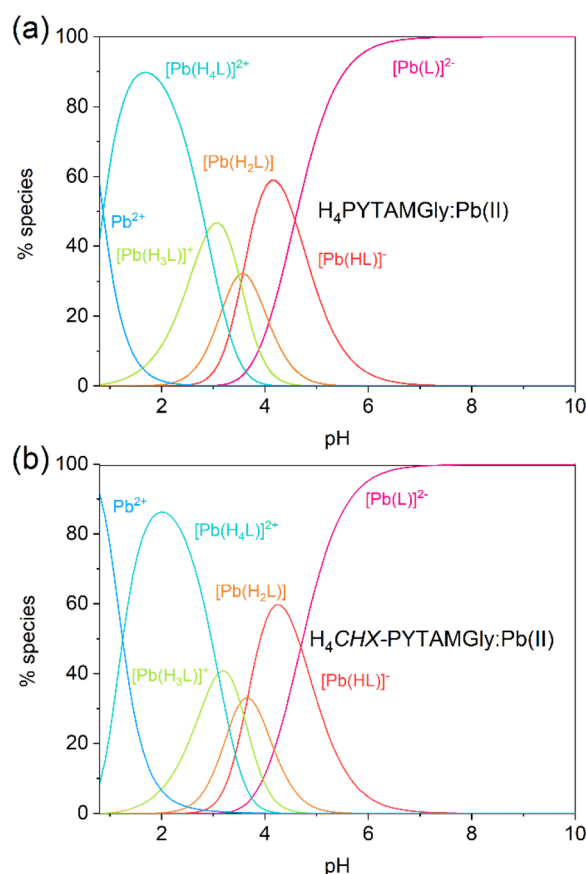 (a)
100
80
60
40
20
0
% species
[Pb(H₄L)]²⁺
[Pb(L)]²⁻
[Pb(H₂L)]
Pb²⁺
H₄PYTAMGly:Pb(II)
[Pb(H₃L)]⁺
[Pb(HL)]⁻
2 4 6 8 10
pH
(b)
100
80
60
40
20
0
% species
Pb²⁺
[Pb(L)]²⁻
[Pb(H₄L)]²⁺
[Pb(H₂L)]
H₄CHX-PYTAMGly:Pb(II)
[Pb(H₃L)]⁺
[Pb(HL)]⁻
2 4 6 8 10
pH